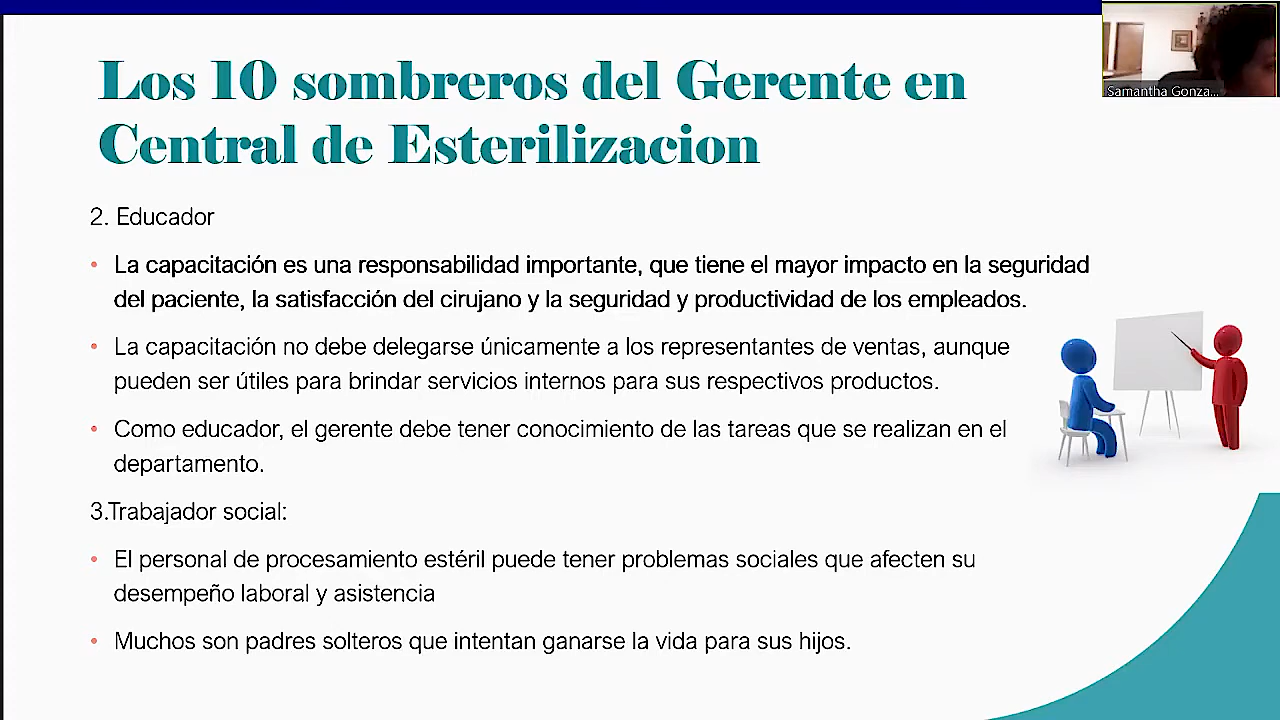 Los 10 sombreros del Gerente en
Central de Esterilizacion
Samantha Gonza...
2. Educador
• La capacitación es una responsabilidad importante, que tiene el mayor impacto en la seguridad
del paciente, la satisfacción del cirujano y la seguridad y productividad de los empleados.
• La capacitación no debe delegarse únicamente a los representantes de ventas, aunque
pueden ser útiles para brindar servicios internos para sus respectivos productos.
• Como educador, el gerente debe tener conocimiento de las tareas que se realizan en el
departamento.
3.Trabajador social:
• El personal de procesamiento estéril puede tener problemas sociales que afecten su
desempeño laboral y asistencia
• Muchos son padres solteros que intentan ganarse la vida para sus hijos.